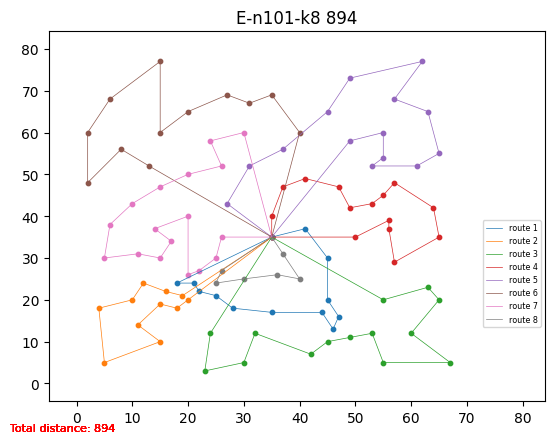 E-n101-k8 894
80
70
60
50
40
30
20
10
0
route 1
route 2
route 3
route 4
route 5
route 6
route 7
route 8
0 10 20 30 40 50 60 70 80
Total distance: 894